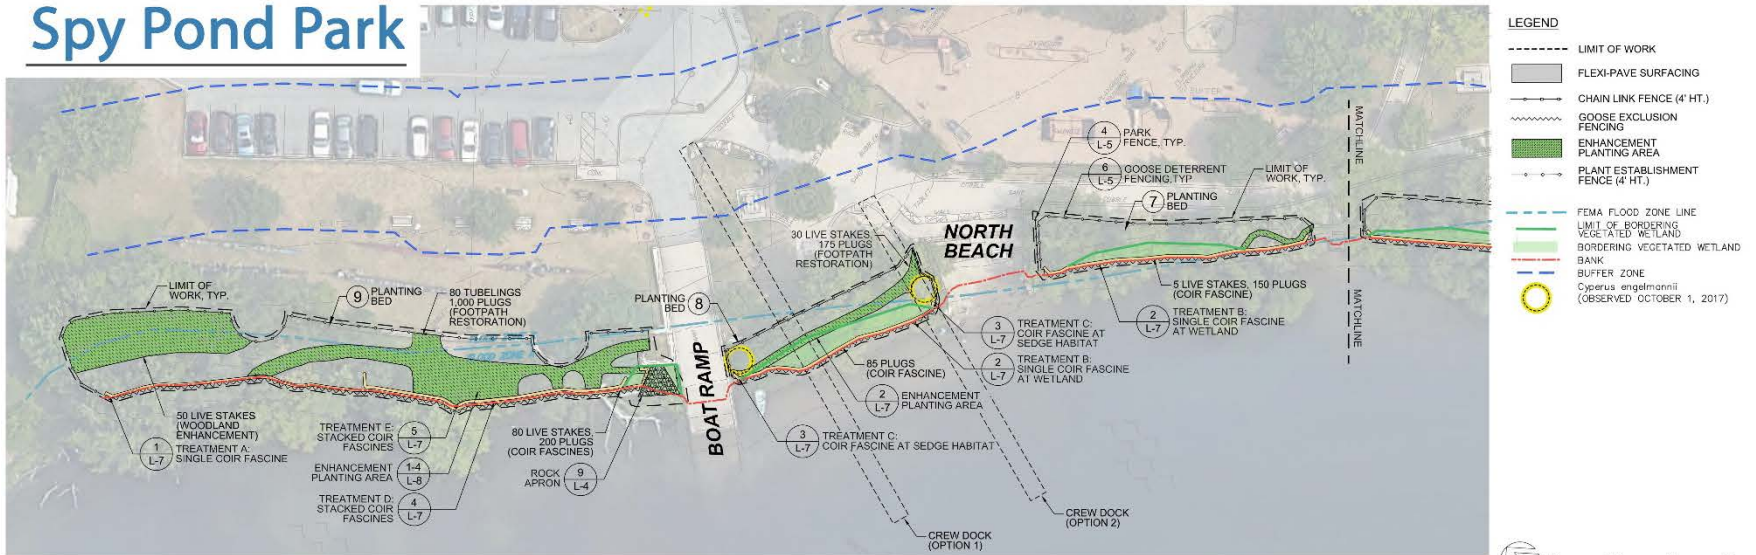 Spy Pond Park
LEGEND
LIMIT OF WORK
FLEXI-PAVE SURFACING
CHAIN LINK FENCE (4' HT.)
GOOSE EXCLUSION
FENCING
ENHANCEMENT
PLANTING AREA
PLANT ESTABLISHMENT
FENCE (4' HT.)
FEMA FLOOD ZONE LINE
LIMIT OF BORDERING
VEGETATED WETLAND
BORDERING VEGETATED WETLAND
BANK
BUFFER ZONE
Cyperus engelmannii
(OBSERVED OCTOBER 1, 2017)
MATCHLINE
MATCHLINE
4
L-5
PARK
FENCE, TYP.
6
L-5
GOOSE DETERRENT
FENCING, TYP
LIMIT OF
WORK, TYP.
7
PLANTING
BED
NORTH
BEACH
30 LIVE STAKES,
175 PLUGS
(FOOTPATH
RESTORATION)
5 LIVE STAKES, 150 PLUGS
(COIR FASCINE)
2
L-7
TREATMENT B:
SINGLE COIR FASCINE
AT WETLAND
LIMIT OF
WORK, TYP.
9
PLANTING
BED
80 TUBELINGS
1,000 PLUGS
(FOOTPATH
RESTORATION)
PLANTING
BED
8
3
L-7
TREATMENT C:
COIR FASCINE AT
SEDGE HABITAT
2
L-7
TREATMENT B:
SINGLE COIR FASCINE
AT WETLAND
85 PLUGS
(COIR FASCINE)
2
L-7
ENHANCEMENT
PLANTING AREA
BOAT RAMP
50 LIVE STAKES
(WOODLAND
ENHANCEMENT)
1
L-7
TREATMENT A:
SINGLE COIR FASCINE
TREATMENT E:
STACKED COIR
FASCINES
5
L-7
ENHANCEMENT
PLANTING AREA
1-4
L-8
TREATMENT D:
STACKED COIR
FASCINES
4
L-7
80 LIVE STAKES,
200 PLUGS
(COIR FASCINES)
ROCK
APRON
9
L-4
3
L-7
TREATMENT C:
COIR FASCINE AT SEDGE HABITAT
CREW DOCK
(OPTION 2)
CREW DOCK
(OPTION 1)